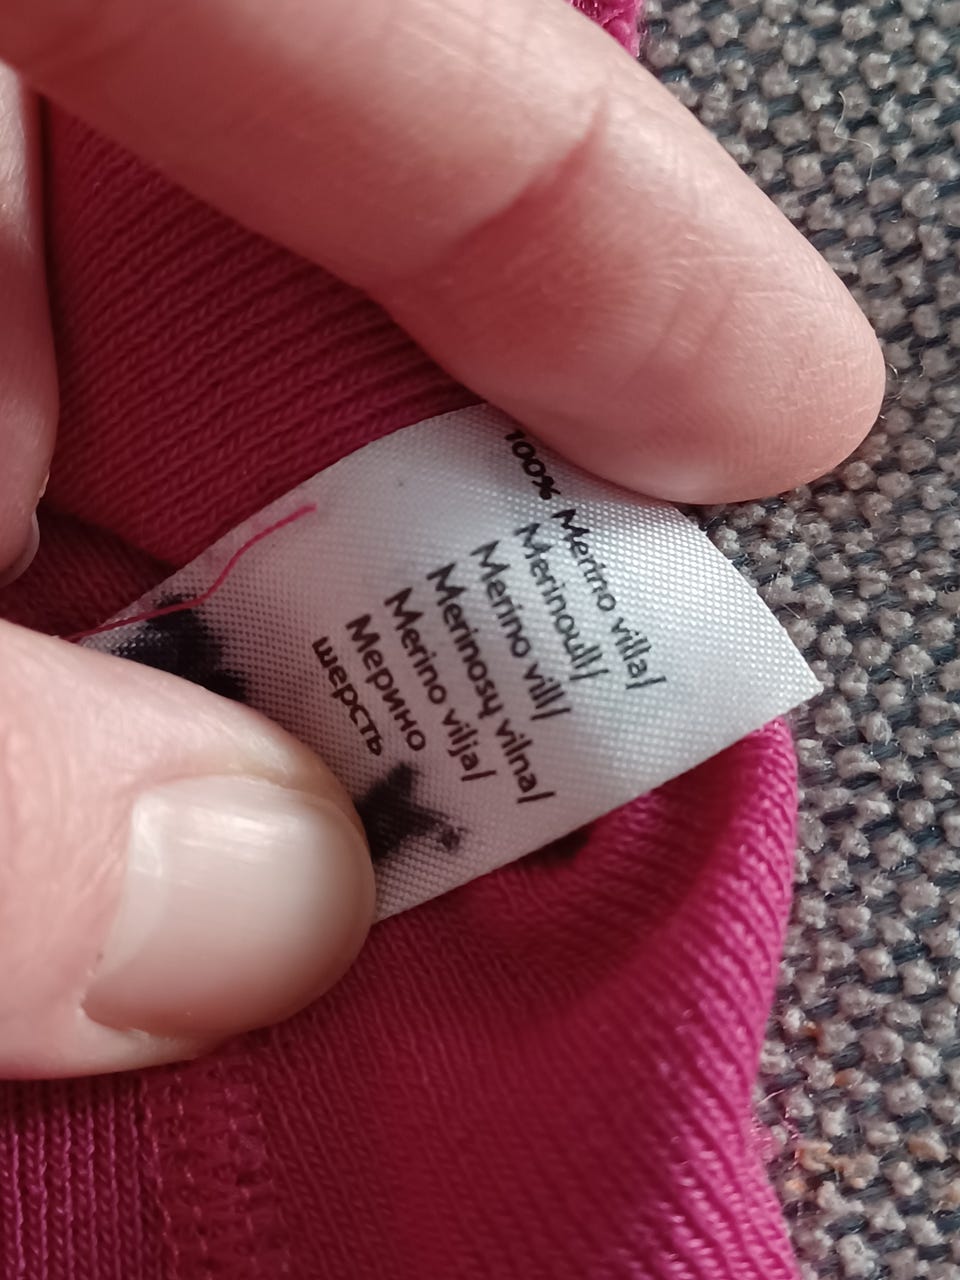 100% Merino villa/
Merinoull/
Merino vill/
Merinosų vilna/
Merino vilja/
Мерино
шерсть